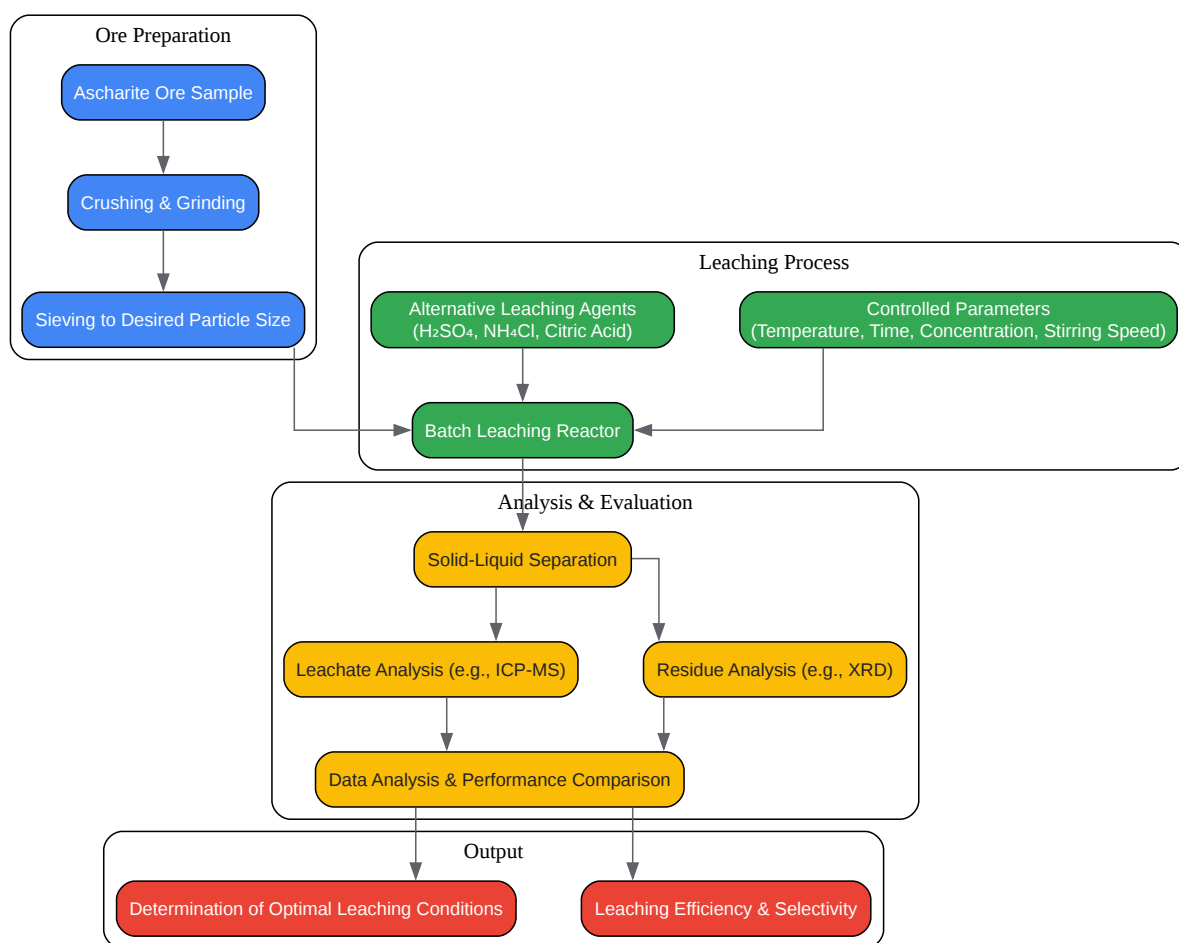 Ore Preparation
Ascharite Ore Sample
Crushing & Grinding
Sieving to Desired Particle Size
Leaching Process
Alternative Leaching Agents
(H₂SO₄, NH₄Cl, Citric Acid)
Controlled Parameters
(Temperature, Time, Concentration, Stirring Speed)
Batch Leaching Reactor
Analysis & Evaluation
Solid-Liquid Separation
Leachate Analysis (e.g., ICP-MS)
Residue Analysis (e.g., XRD)
Data Analysis & Performance Comparison
Output
Determination of Optimal Leaching Conditions
Leaching Efficiency & Selectivity